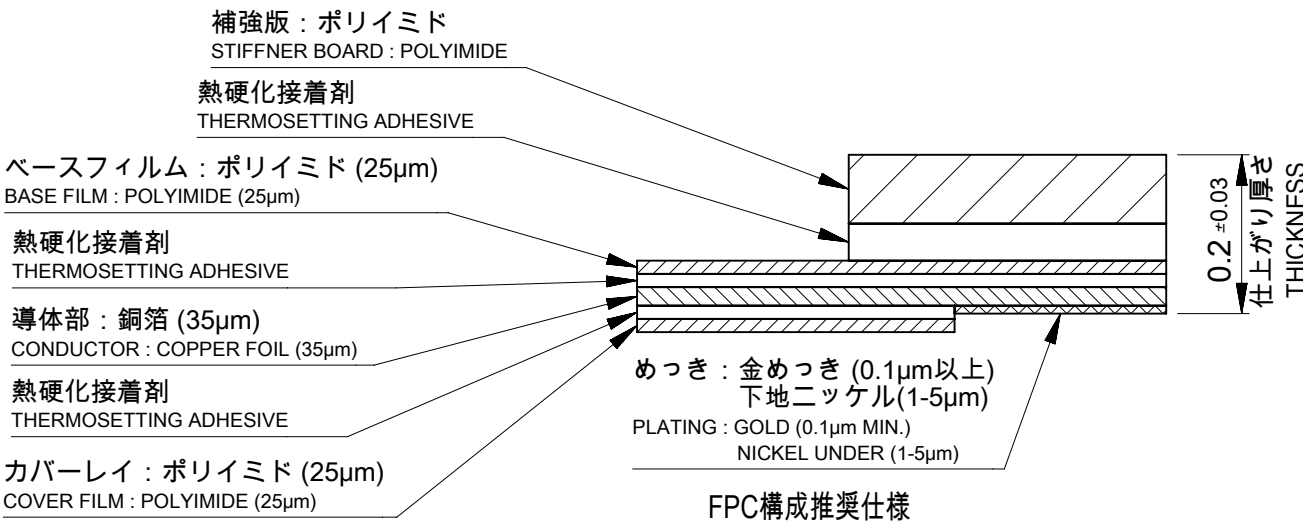 補強版：ポリイミド
STIFFNER BOARD : POLYIMIDE
熱硬化接着剤
THERMOSETTING ADHESIVE
ベースフィルム：ポリイミド (25μm)
BASE FILM : POLYIMIDE (25μm)
熱硬化接着剤
THERMOSETTING ADHESIVE
導体部：銅箔 (35μm)
CONDUCTOR : COPPER FOIL (35μm)
熱硬化接着剤
THERMOSETTING ADHESIVE
カバーレイ：ポリイミド (25μm)
COVER FILM : POLYIMIDE (25μm)
めっき：金めっき (0.1μm以上)
下地ニッケル(1-5μm)
PLATING : GOLD (0.1μm MIN.)
NICKEL UNDER (1-5μm)
0.2 ±0.03
仕上がり厚さ
THICKNESS
FPC構成推奨仕様